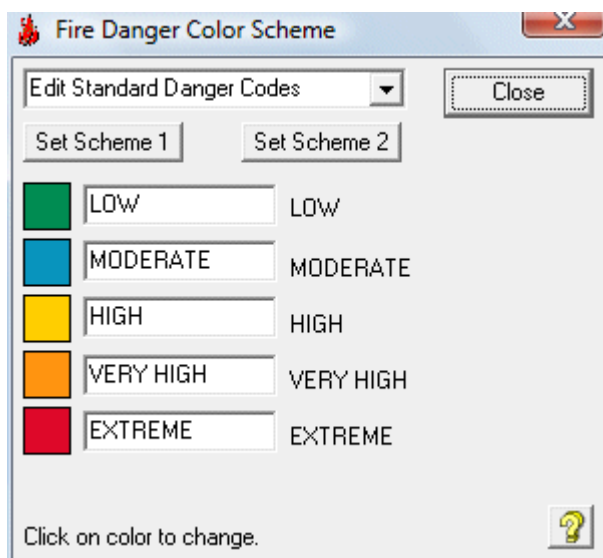 Fire Danger Color Scheme
Edit Standard Danger Codes
Close
Set Scheme 1
Set Scheme 2
LOW LOW
MODERATE MODERATE
HIGH HIGH
VERY HIGH VERY HIGH
EXTREME EXTREME
Click on color to change.